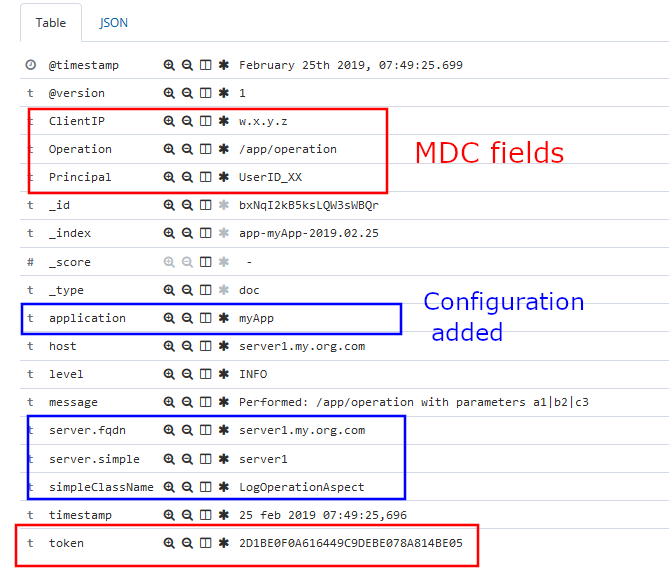 Table JSON
@timestamp February 25th 2019, 07:49:25.699
t @version 1
t ClientIP w.x.y.z
t Operation /app/operation
MDC fields
t Principal UserID_XX
t _id bxNqI2kB5ksLQW3sWBQr
t _index app-myApp-2019.02.25
# _score -
t _type doc
Configuration
added
t application myApp
t host server1.my.org.com
t level INFO
t message Performed: /app/operation with parameters a1|b2|c3
t server.fqdn server1.my.org.com
t server.simple server1
t simpleClassName LogOperationAspect
t timestamp 25 feb 2019 07:49:25,696
t token 2D1BE0F0A616449C9DEBE078A814BE05